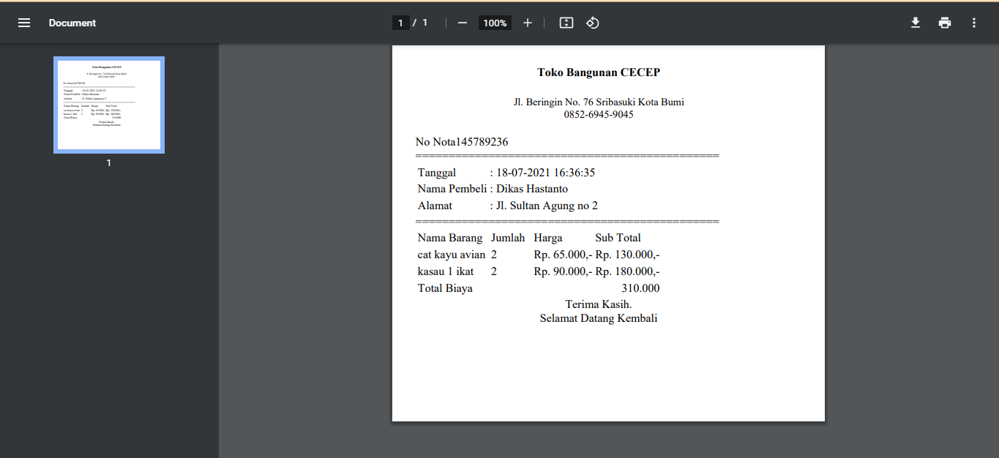 Document
1 / 1
100%
1
Toko Bangunan CECEP
Jl. Beringin No. 76 Sribasuki Kota Bumi
0852-6945-9045
No Nota145789236
==============================================
Tanggal : 18-07-2021 16:36:35
Nama Pembeli : Dikas Hastanto
Alamat : Jl. Sultan Agung no 2
==============================================
Nama Barang Jumlah Harga Sub Total
cat kayu avian 2 Rp. 65.000,- Rp. 130.000,-
kasau 1 ikat 2 Rp. 90.000,- Rp. 180.000,-
Total Biaya 310.000
Terima Kasih.
Selamat Datang Kembali